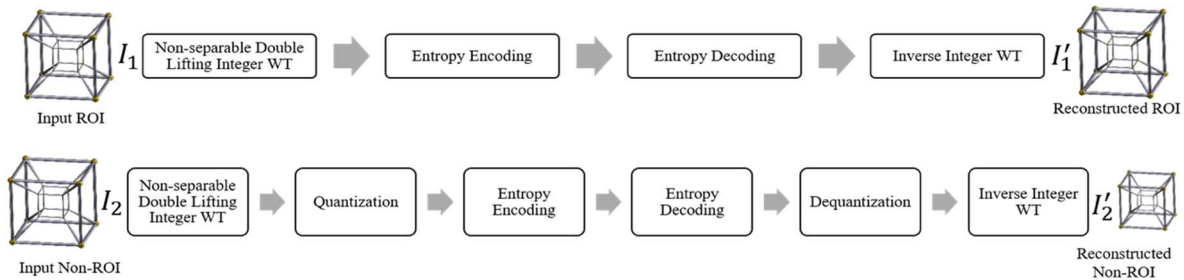 I₁
Non-separable Double
Lifting Integer WT
Entropy Encoding
Entropy Decoding
Inverse Integer WT
I′₁
Input ROI
Reconstructed ROI
I₂
Non-separable
Double Lifting
Integer WT
Quantization
Entropy
Encoding
Entropy
Decoding
Dequantization
Inverse Integer
WT
I′₂
Input Non-ROI
Reconstructed
Non-ROI